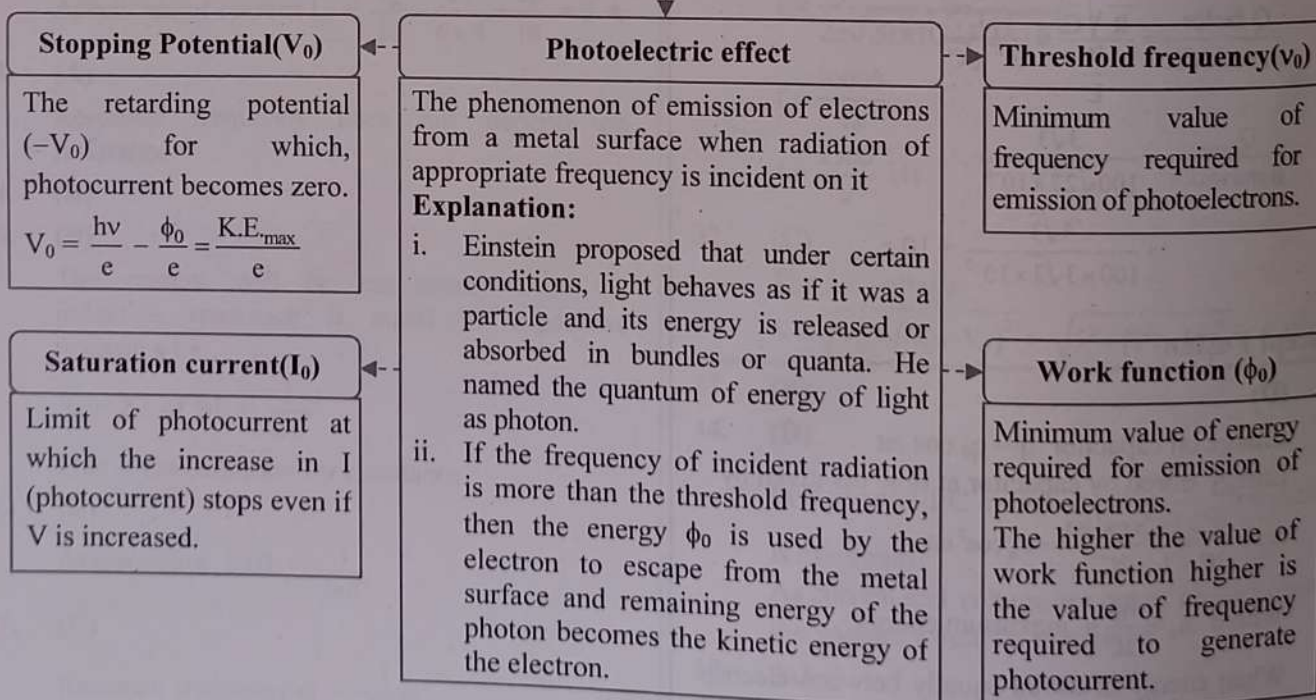 Stopping Potential(V₀)
The retarding potential
(−V₀) for which,
photocurrent becomes zero.
V₀ = hν/e − ϕ₀/e = K.E.max/e
Saturation current(I₀)
Limit of photocurrent at
which the increase in I
(photocurrent) stops even if
V is increased.
Photoelectric effect
The phenomenon of emission of electrons
from a metal surface when radiation of
appropriate frequency is incident on it
Explanation:
i. Einstein proposed that under certain
conditions, light behaves as if it was a
particle and its energy is released or
absorbed in bundles or quanta. He
named the quantum of energy of light
as photon.
ii. If the frequency of incident radiation
is more than the threshold frequency,
then the energy ϕ₀ is used by the
electron to escape from the metal
surface and remaining energy of the
photon becomes the kinetic energy of
the electron.
Threshold frequency(ν₀)
Minimum value of
frequency required for
emission of photoelectrons.
Work function (ϕ₀)
Minimum value of energy
required for emission of
photoelectrons.
The higher the value of
work function higher is
the value of frequency
required to generate
photocurrent.